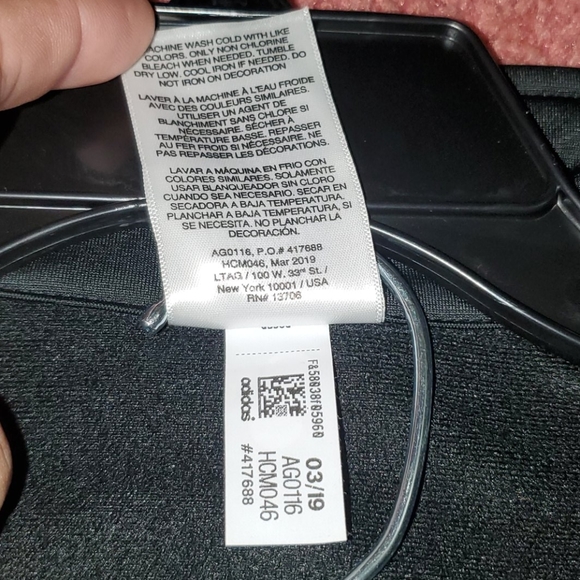 MACHINE WASH COLD WITH LIKE
COLORS. ONLY NON CHLORINE
BLEACH WHEN NEEDED. TUMBLE
DRY LOW. COOL IRON IF NEEDED. DO
NOT IRON ON DECORATION
LAVER À LA MACHINE À L'EAU FROIDE
AVEC DES COULEURS SIMILAIRES.
UTILISER UN AGENT DE
BLANCHIMENT SANS CHLORE SI
NÉCESSAIRE. SÉCHER À
TEMPÉRATURE BASSE. REPASSER
AU FER FROID SI NÉCESSAIRE. NE
PAS REPASSER LES DÉCORATIONS.
LAVAR A MÁQUINA EN FRIO CON
COLORES SIMILARES. SOLAMENTE
USAR BLANQUEADOR SIN CLORO
CUANDO SEA NECESARIO. SECAR EN
SECADORA A BAJA TEMPERATURA.
PLANCHAR A BAJA TEMPERATURA, SI
SE NECESITA. NO PLANCHAR LA
DECORACIÓN.
AG0116, P.O.# 417688
HCM046, Mar 2019
LTAG / 100 W. 33rd St. /
New York 10001 / USA
RN# 13706
F&58038f05960
adidas
03/19
AG0116
HCM046
#417688